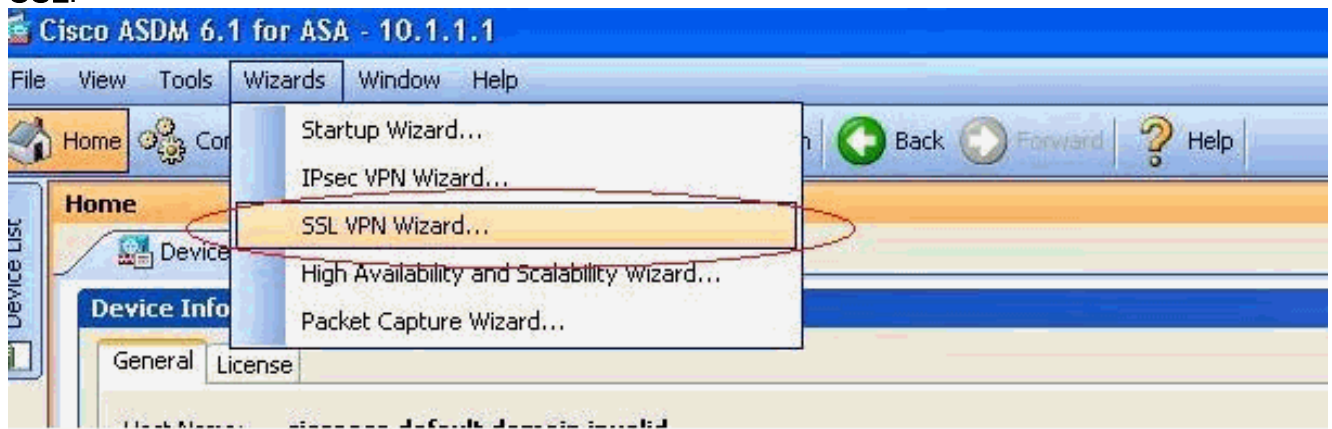 Cisco ASDM 6.1 for ASA - 10.1.1.1
File View Tools Wizards Window Help
Home Back Forward Help
Startup Wizard...
IPsec VPN Wizard...
SSL VPN Wizard...
High Availability and Scalability Wizard...
Packet Capture Wizard...
Device List
Home
Device
Device Info
General License